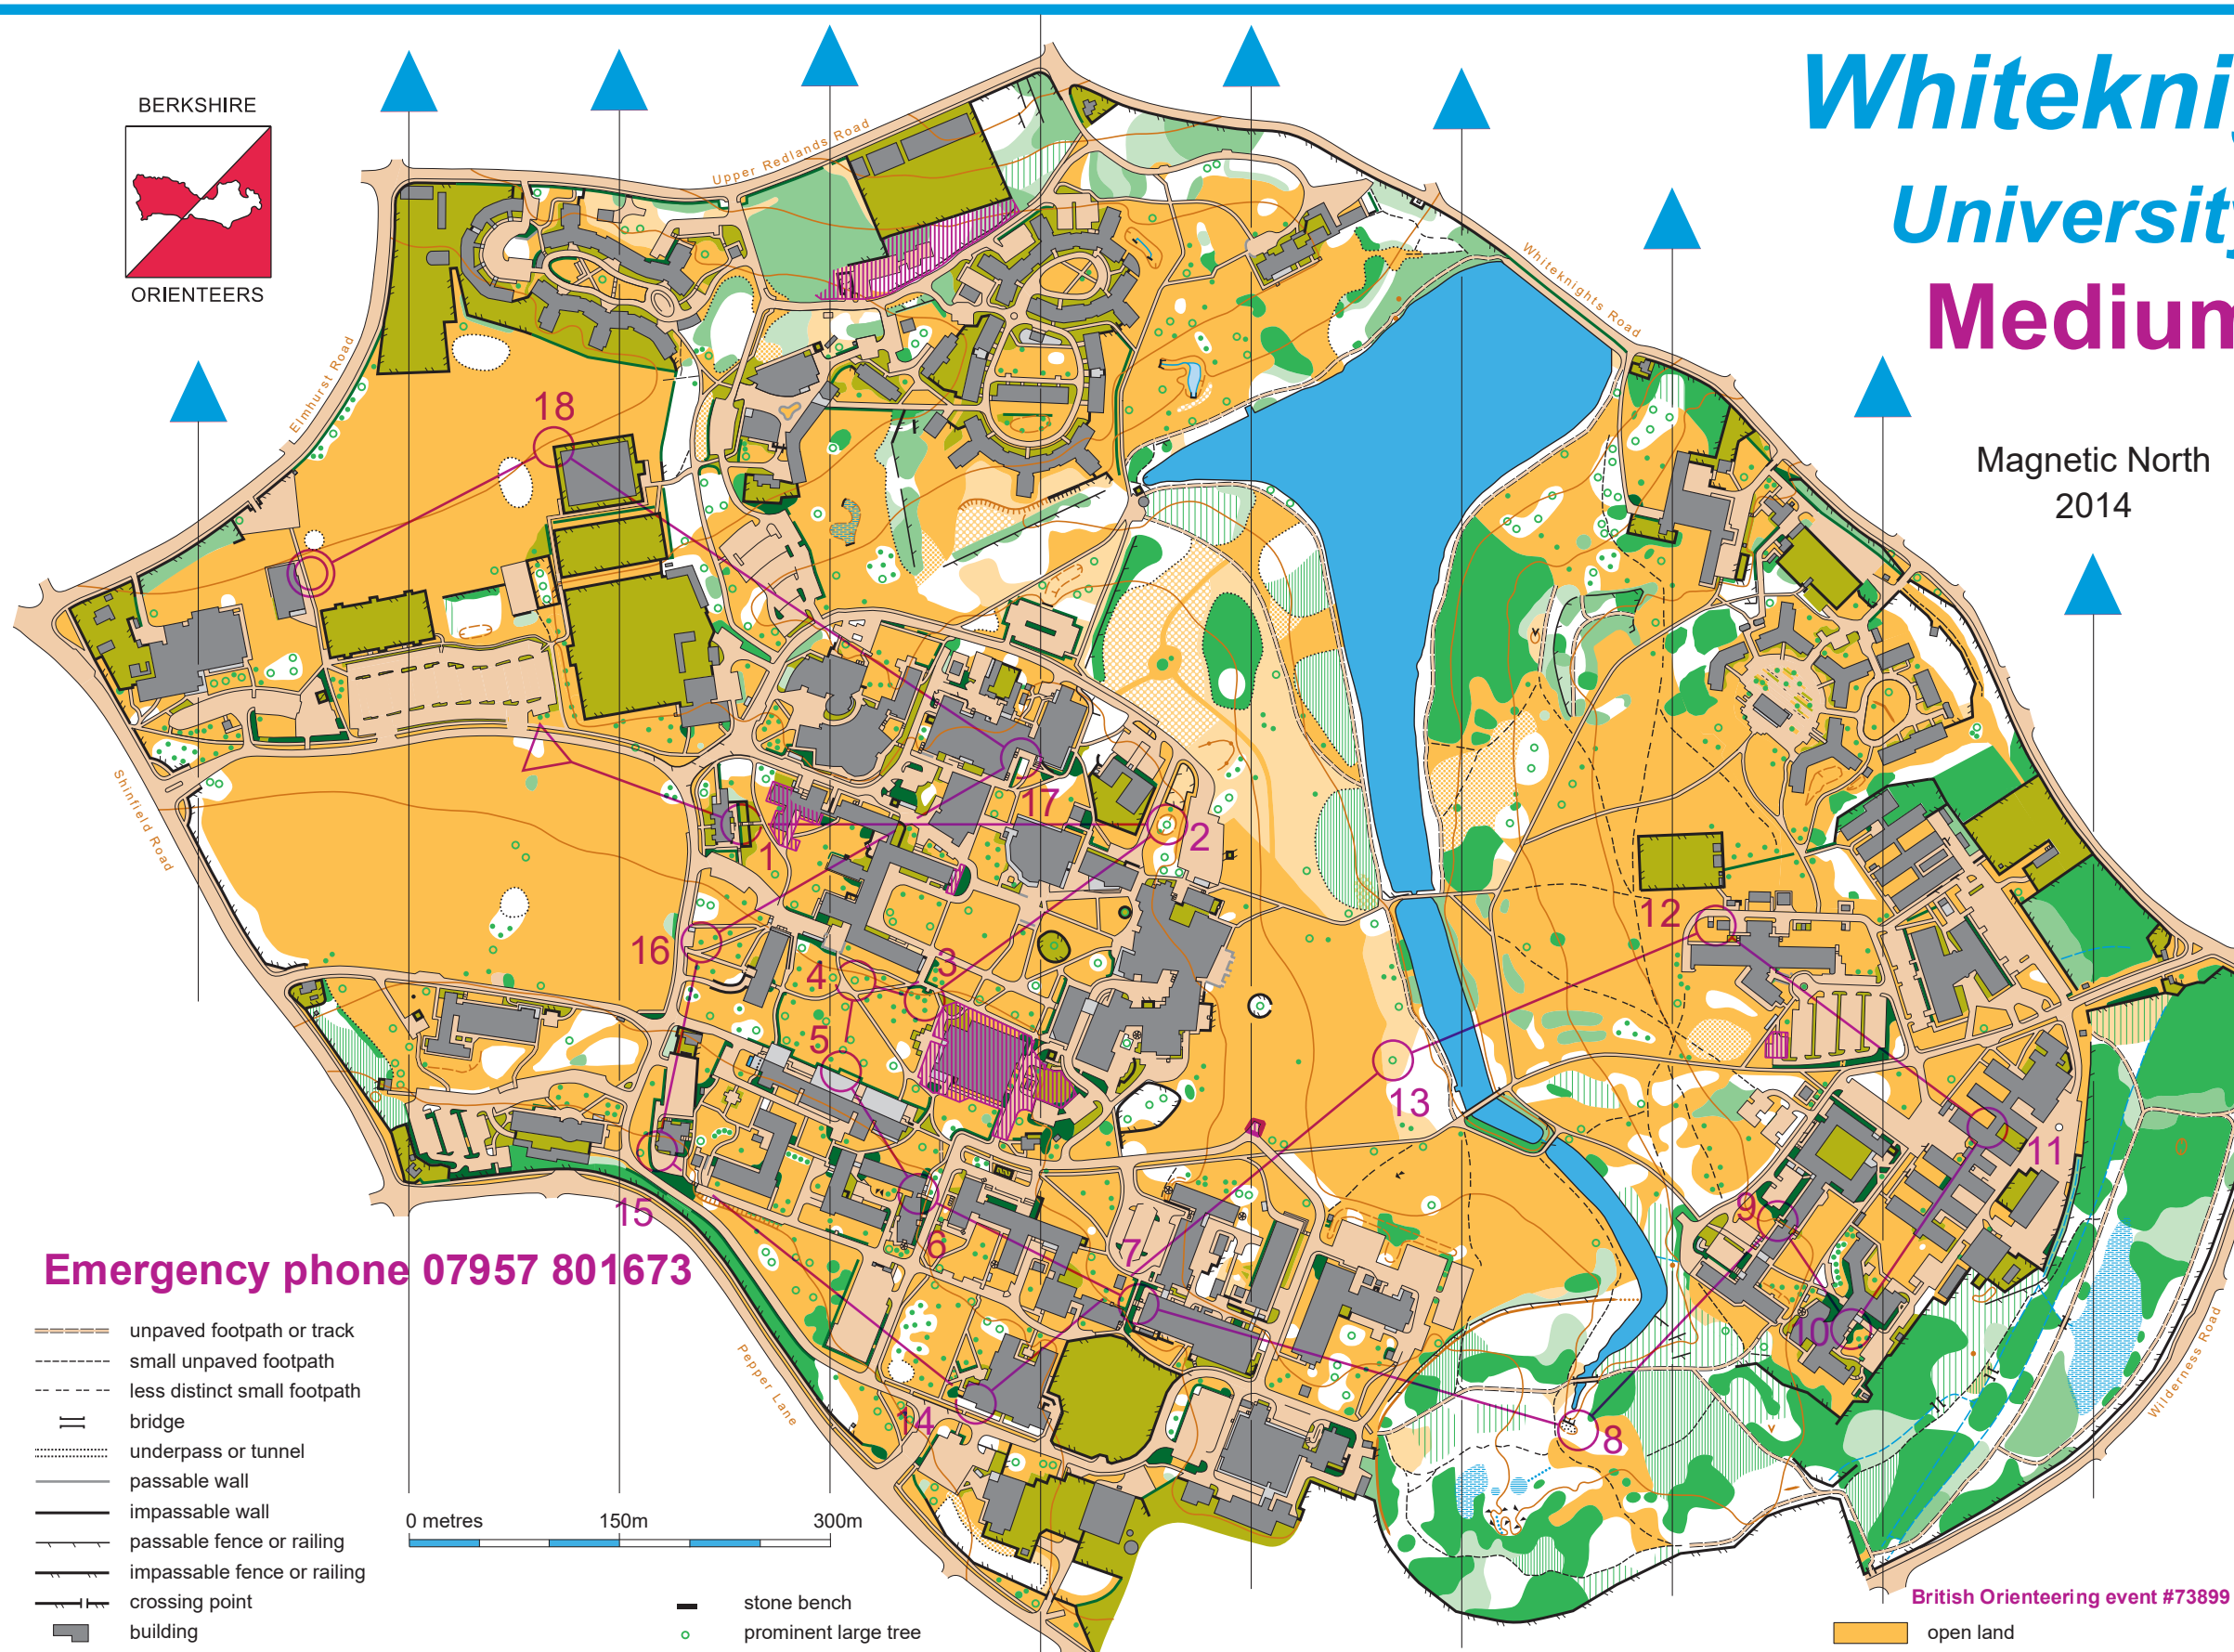 BERKSHIRE
ORIENTEERS
Whitekni
University
Medium
Magnetic North
2014
Upper Redlands Road
Whiteknights Road
Elmhurst Road
Shinfield Road
Pepper Lane
Wilderness Road
18
17
1
2
16
3
4
5
12
13
11
15
6
7
9
10
14
8
Emergency phone 07957 801673
unpaved footpath or track
small unpaved footpath
less distinct small footpath
bridge
underpass or tunnel
passable wall
impassable wall
passable fence or railing
impassable fence or railing
crossing point
building
0 metres 150m 300m
stone bench
prominent large tree
British Orienteering event #73899
open land